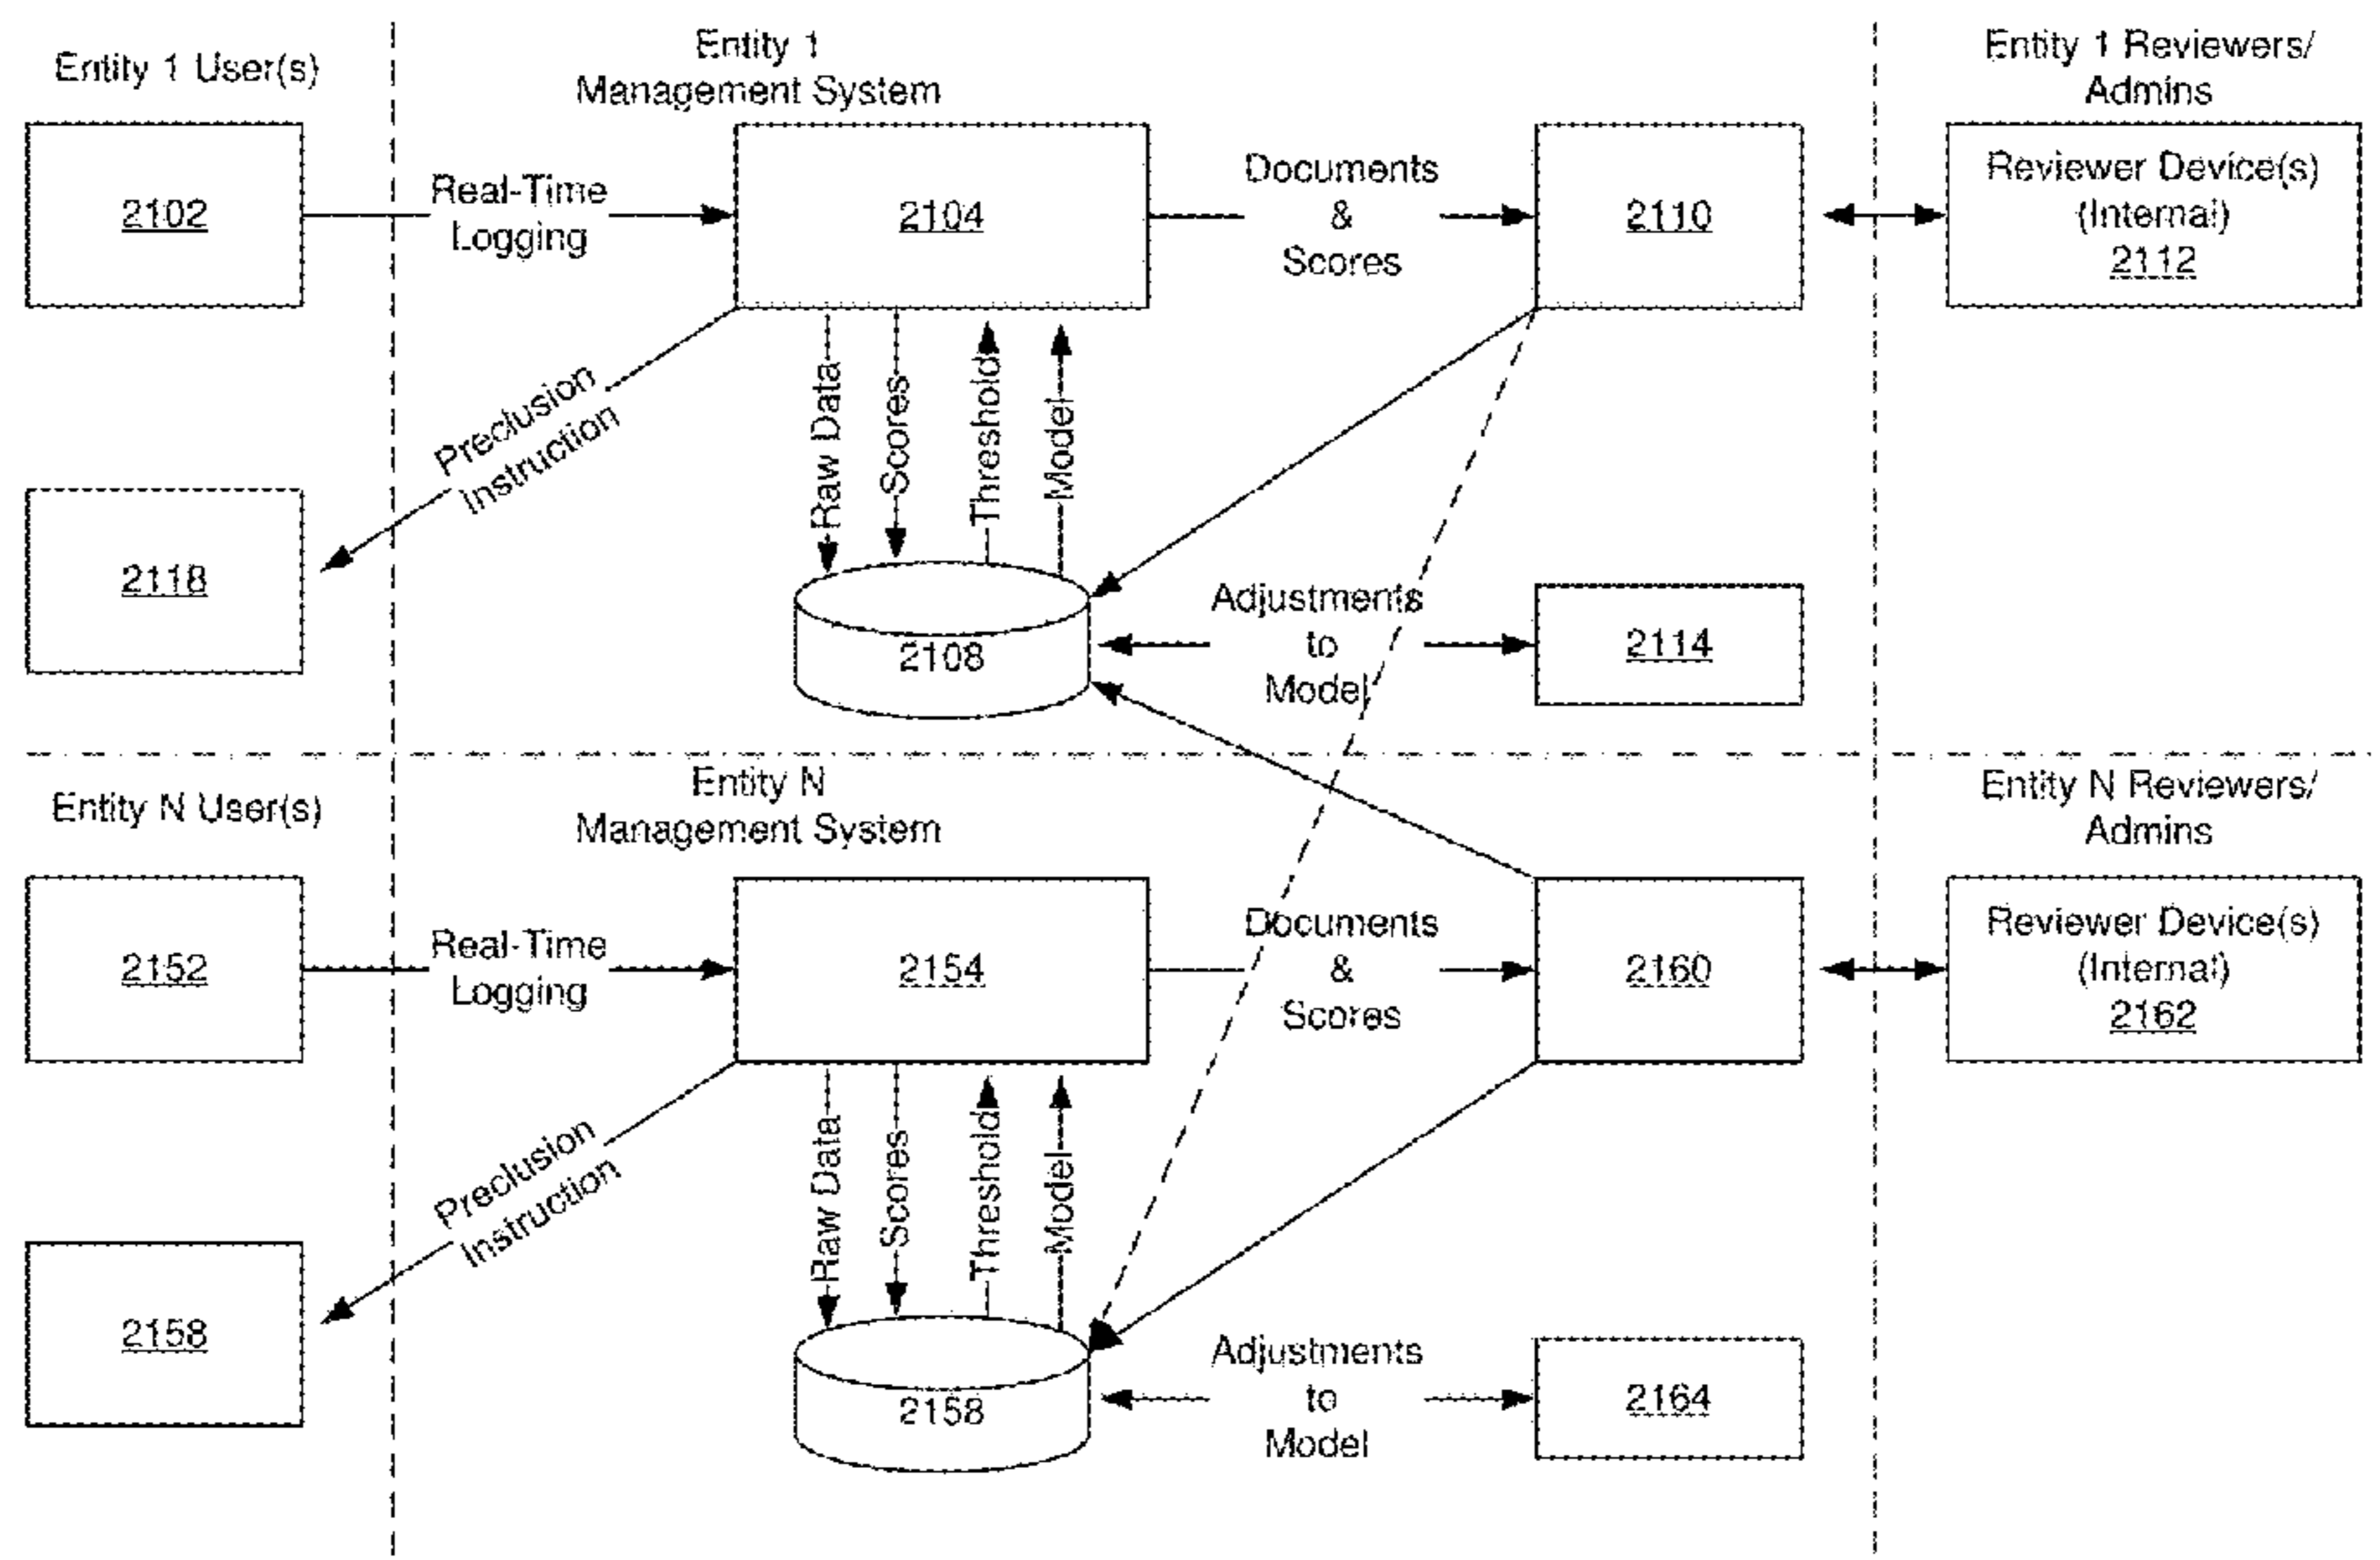 Entity 1 User(s)
Entity 1
Management System
Entity 1 Reviewers/
Admins
2102
Real-Time
Logging
2104
Documents
&
Scores
2110
Reviewer Device(s)
(Internal)
2112
Preclusion
Instruction
Raw Data
Scores
Threshold
Model
2118
2108
Adjustments
to
Model
2114
Entity N User(s)
Entity N
Management System
Entity N Reviewers/
Admins
2152
Real-Time
Logging
2154
Documents
&
Scores
2160
Reviewer Device(s)
(Internal)
2162
Preclusion
Instruction
Raw Data
Scores
Threshold
Model
2158
2158
Adjustments
to
Model
2164